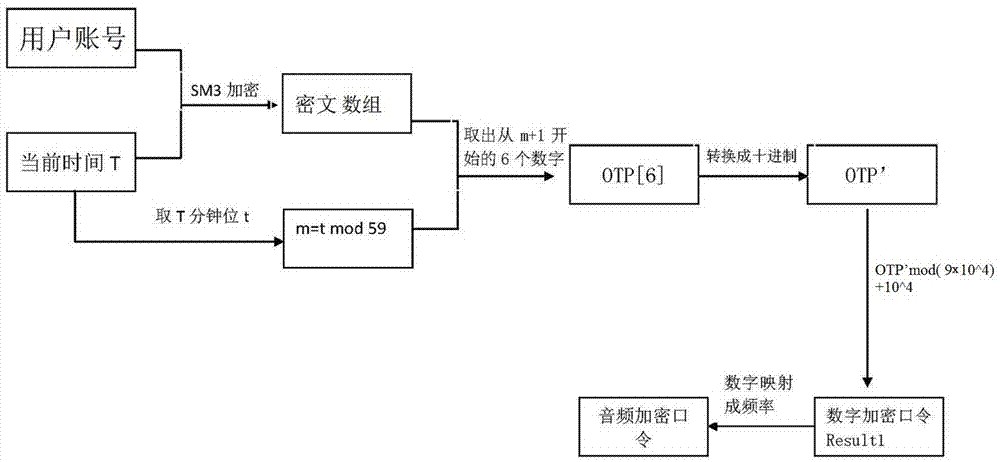 用户账号
SM3 加密
密文 数组
当前时间 T
取 T 分钟位 t
m=t mod 59
取出从 m+1 开
始的 6 个数字
OTP[6]
转换成十进制
OTP’
OTP’mod( 9×10^4)
+10^4
数字加密口令
Result1
数字映射
成频率
音频加密口
令